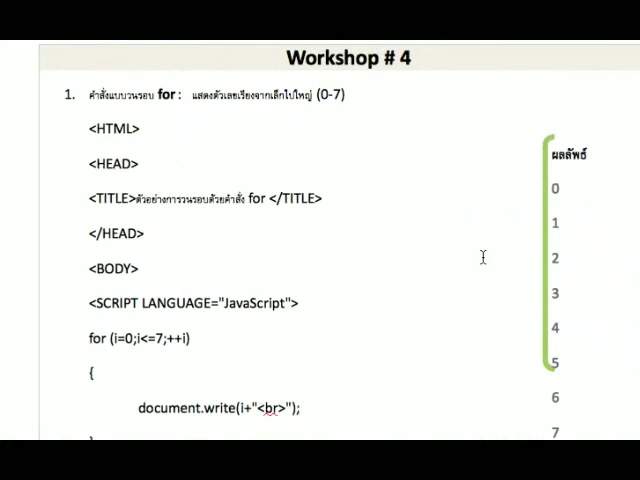 Workshop # 4
1. คำสั่งแบบวนรอบ for : แสดงตัวเลขเรียงจากเล็กไปใหญ่ (0-7)
<HTML>
<HEAD>
<TITLE>ตัวอย่างการวนรอบด้วยคำสั่ง for </TITLE>
</HEAD>
<BODY>
<SCRIPT LANGUAGE="JavaScript">
for (i=0;i<=7;++i)
{
document.write(i+"<br>");
}
ผลลัพธ์
0
1
2
3
4
5
6
7